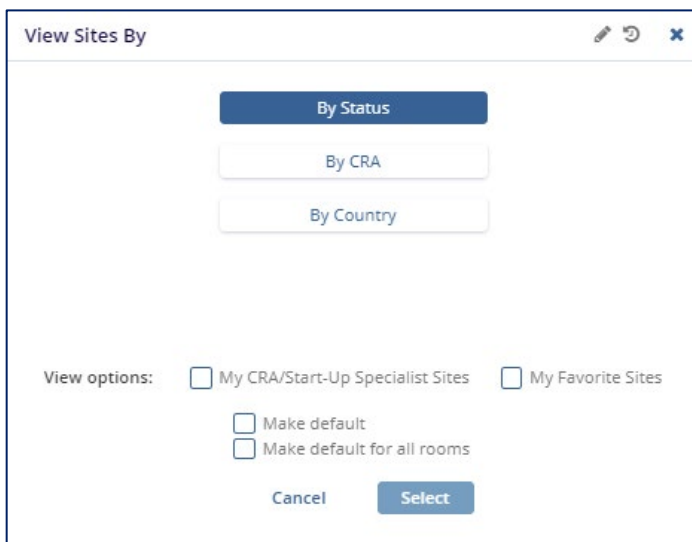 View Sites By
By Status
By CRA
By Country
View options: My CRA/Start-Up Specialist Sites My Favorite Sites
Make default
Make default for all rooms
Cancel Select